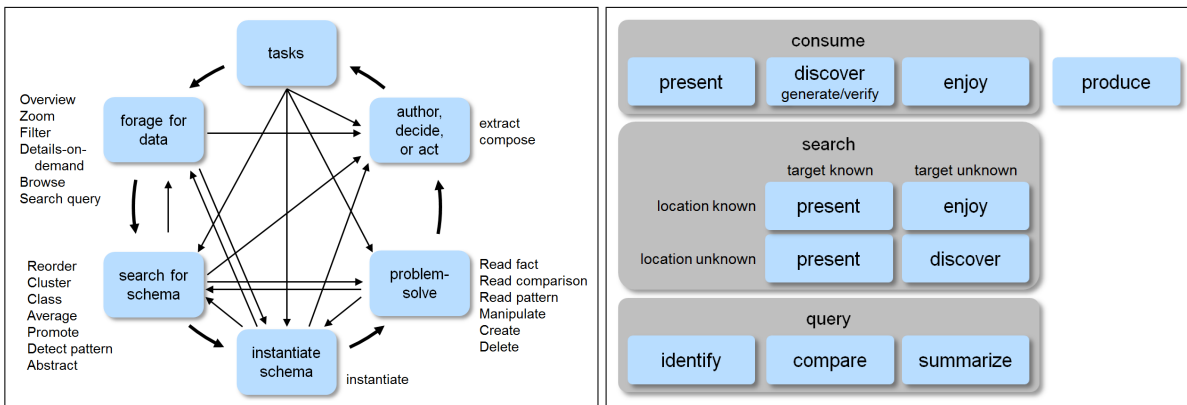 tasks
forage for
data
Overview
Zoom
Filter
Details-on-
demand
Browse
Search query
author,
decide,
or act
extract
compose
search for
schema
Reorder
Cluster
Class
Average
Promote
Detect pattern
Abstract
problem-
solve
Read fact
Read comparison
Read pattern
Manipulate
Create
Delete
instantiate
schema
instantiate
consume
present
discover
generate/verify
enjoy
produce
search
target known
target unknown
location known
present
enjoy
location unknown
present
discover
query
identify
compare
summarize